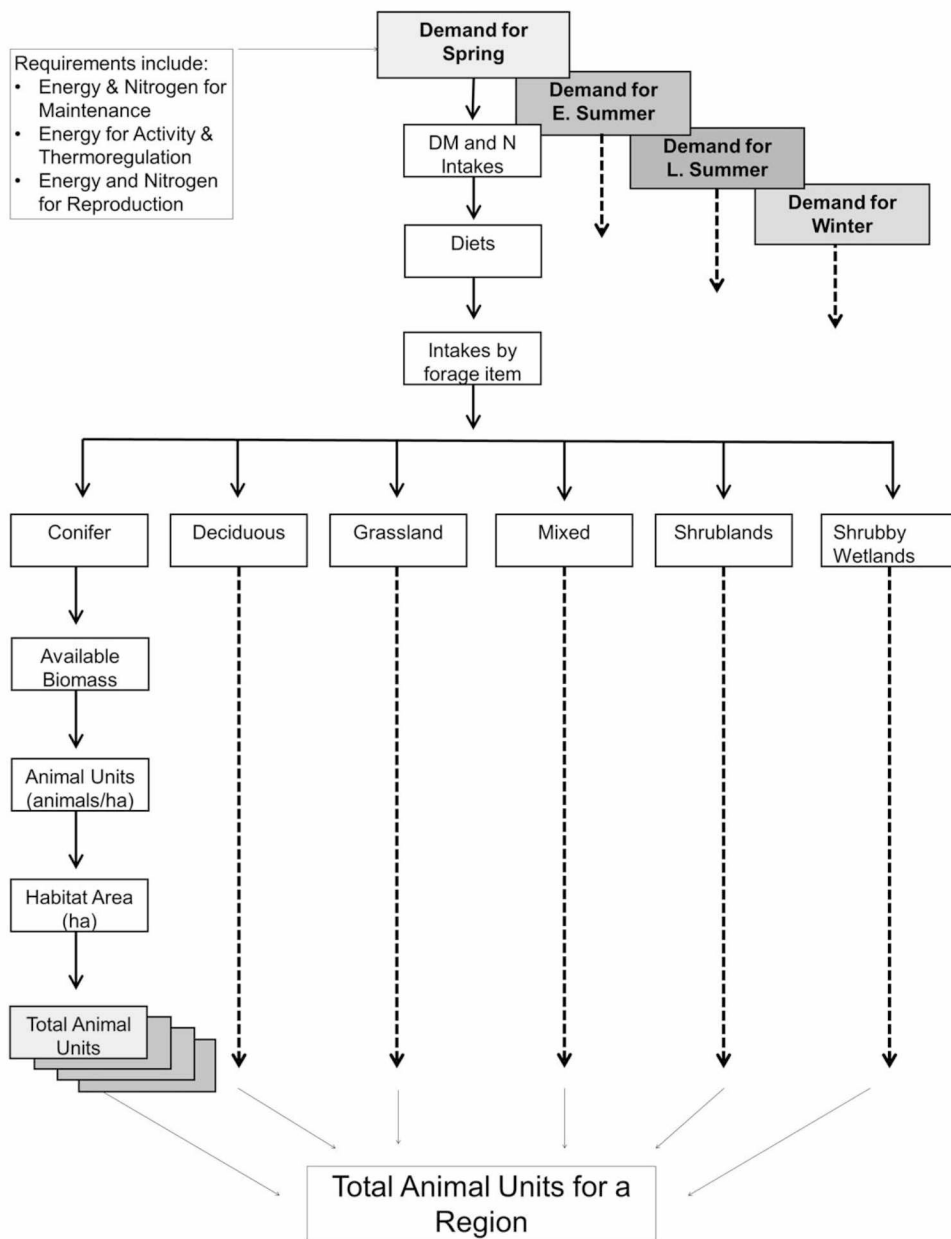 Demand for
Spring
Requirements include:
• Energy & Nitrogen for
Maintenance
• Energy for Activity &
Thermoregulation
• Energy and Nitrogen
for Reproduction
Demand for
E. Summer
DM and N
Intakes
Demand for
L. Summer
Demand for
Winter
Diets
Intakes by
forage item
Conifer
Deciduous
Grassland
Mixed
Shrublands
Shrubby
Wetlands
Available
Biomass
Animal Units
(animals/ha)
Habitat Area
(ha)
Total Animal
Units
Total Animal Units for a
Region